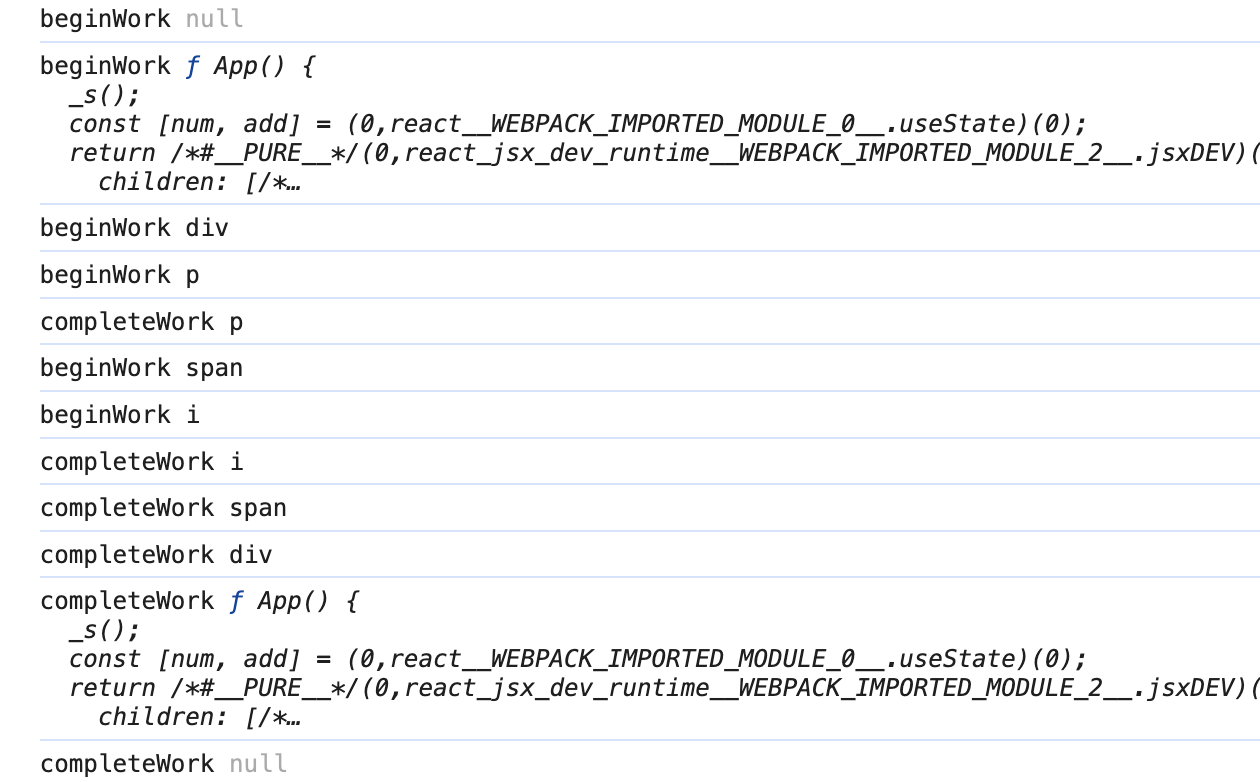 beginWork null
beginWork ƒ App() {
  _s();
  const [num, add] = (0,react__WEBPACK_IMPORTED_MODULE_0__.useState)(0);
  return /*#__PURE__*/(0,react_jsx_dev_runtime__WEBPACK_IMPORTED_MODULE_2__.jsxDEV)(
    children: [/*…
beginWork div
beginWork p
completeWork p
beginWork span
beginWork i
completeWork i
completeWork span
completeWork div
completeWork ƒ App() {
  _s();
  const [num, add] = (0,react__WEBPACK_IMPORTED_MODULE_0__.useState)(0);
  return /*#__PURE__*/(0,react_jsx_dev_runtime__WEBPACK_IMPORTED_MODULE_2__.jsxDEV)(
    children: [/*…
completeWork null